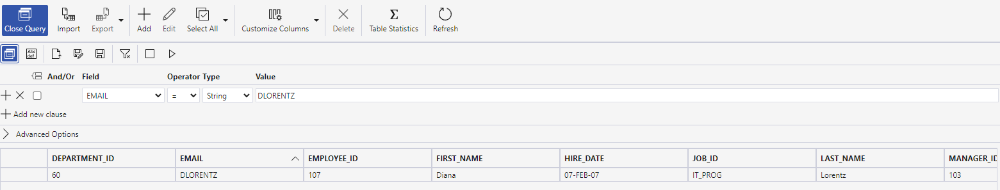 Close Query Import Export Add Edit Select All Customize Columns Delete Table Statistics Refresh
Abc
def
And/Or Field Operator Type Value
EMAIL = String DLORENTZ
Add new clause
Advanced Options
DEPARTMENT_ID EMAIL EMPLOYEE_ID FIRST_NAME HIRE_DATE JOB_ID LAST_NAME MANAGER_ID
60 DLORENTZ 107 Diana 07-FEB-07 IT_PROG Lorentz 103